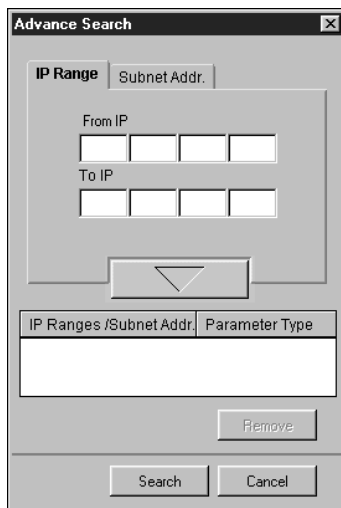 Advance Search
IP Range Subnet Addr.
From IP
To IP
IP Ranges /Subnet Addr. Parameter Type
Remove
Search Cancel